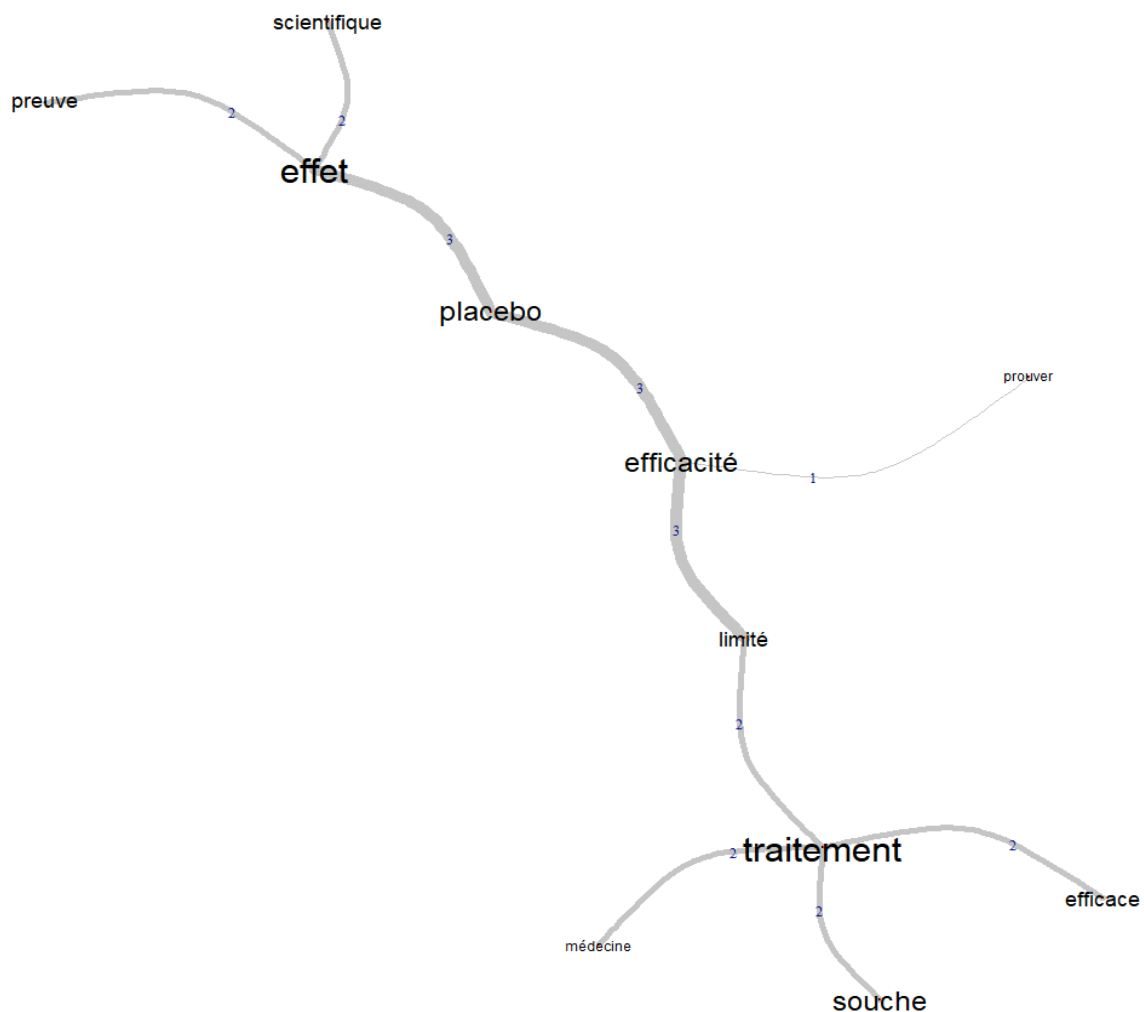 scientifique
preuve
2
2
effet
3
placebo
3
prouver
efficacité
1
3
limité
2
traitement
2
2
2
efficace
médecine
souche